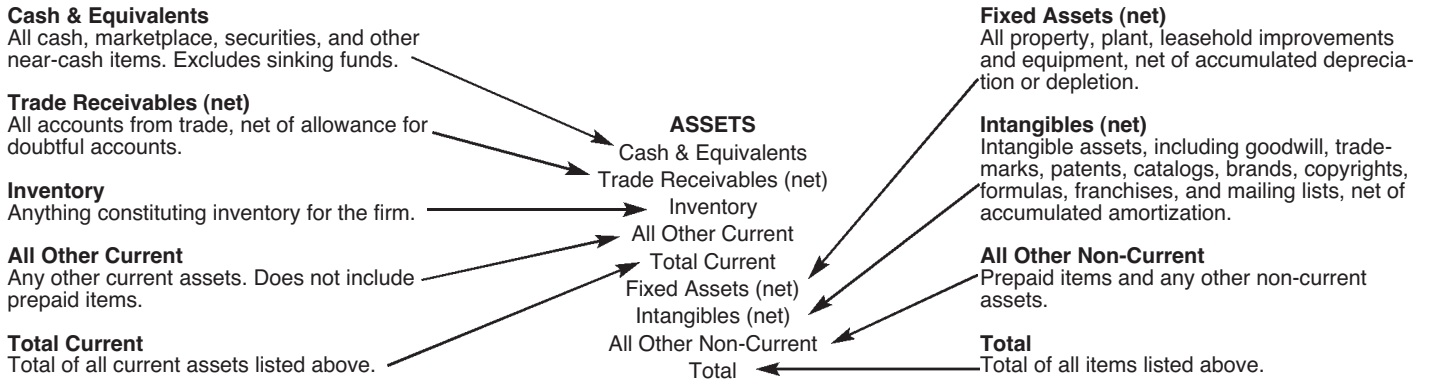 Cash & Equivalents
All cash, marketplace, securities, and other
near-cash items. Excludes sinking funds.
Trade Receivables (net)
All accounts from trade, net of allowance for
doubtful accounts.
Inventory
Anything constituting inventory for the firm.
All Other Current
Any other current assets. Does not include
prepaid items.
Total Current
Total of all current assets listed above.
ASSETS
Cash & Equivalents
Trade Receivables (net)
Inventory
All Other Current
Total Current
Fixed Assets (net)
Intangibles (net)
All Other Non-Current
Total
Fixed Assets (net)
All property, plant, leasehold improvements
and equipment, net of accumulated deprecia-
tion or depletion.
Intangibles (net)
Intangible assets, including goodwill, trade-
marks, patents, catalogs, brands, copyrights,
formulas, franchises, and mailing lists, net of
accumulated amortization.
All Other Non-Current
Prepaid items and any other non-current
assets.
Total
Total of all items listed above.